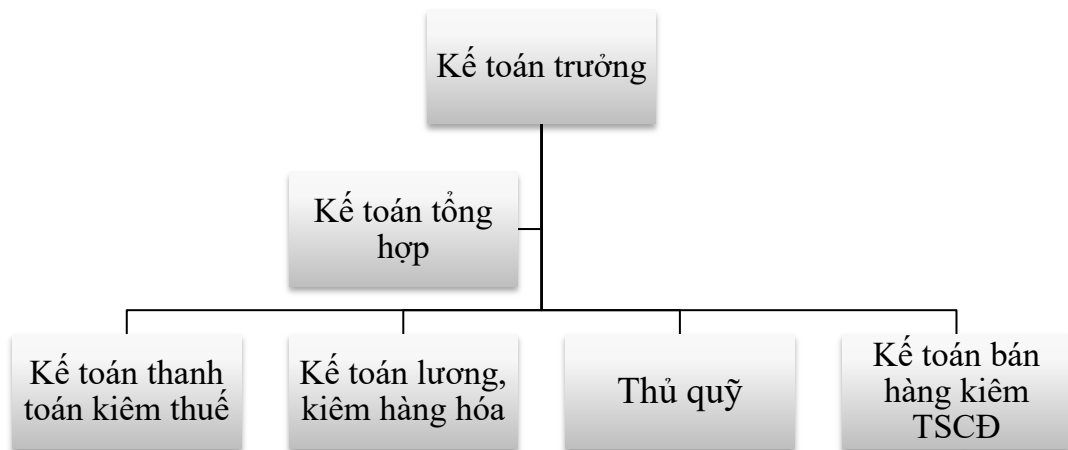 Kế toán trưởng
Kế toán tổng
hợp
Kế toán thanh
toán kiêm thuế
Kế toán lương,
kiêm hàng hóa
Thủ quỹ
Kế toán bán
hàng kiêm
TSCĐ